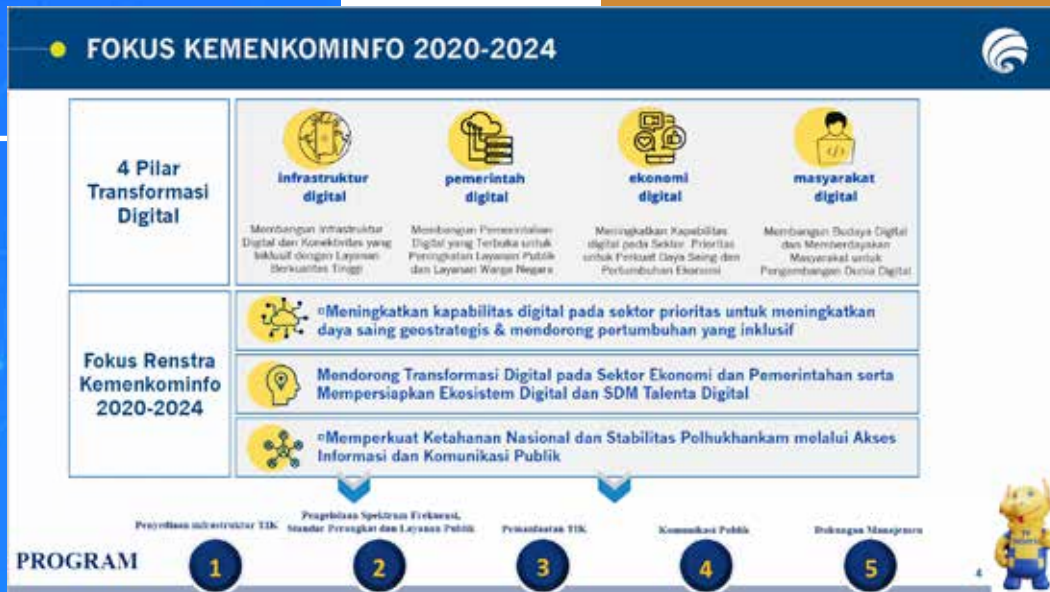 FOKUS KEMENKOMINFO 2020-2024
4 Pilar
Transformasi
Digital
infrastruktur
digital
Membangun Infrastruktur
Digital dan Konektivitas yang
Inklusif dengan Layanan
Berkualitas Tinggi
pemerintah
digital
Membangun Pemerintahan
Digital yang Terbuka untuk
Peningkatan Layanan Publik
dan Layanan Warga Negara
ekonomi
digital
Meningkatkan Kapabilitas
digital pada Sektor Prioritas
untuk Perkuat Daya Saing dan
Pertumbuhan Ekonomi
masyarakat
digital
Membangun Budaya Digital
dan Memberdayakan
Masyarakat untuk
Pengembangan Dunia Digital
Fokus Renstra
Kemenkominfo
2020-2024
Meningkatkan kapabilitas digital pada sektor prioritas untuk meningkatkan
daya saing geostrategis & mendorong pertumbuhan yang inklusif
Mendorong Transformasi Digital pada Sektor Ekonomi dan Pemerintahan serta
Mempersiapkan Ekosistem Digital dan SDM Talenta Digital
Memperkuat Ketahanan Nasional dan Stabilitas Polhukhankam melalui Akses
Informasi dan Komunikasi Publik
PROGRAM
Penyediaan infrastruktur TIK
1
Pengelolaan Spektrum Frekuensi,
Standar Perangkat dan Layanan Publik
2
Pemanfaatan TIK
3
Komunikasi Publik
4
Dukungan Manajemen
5
4